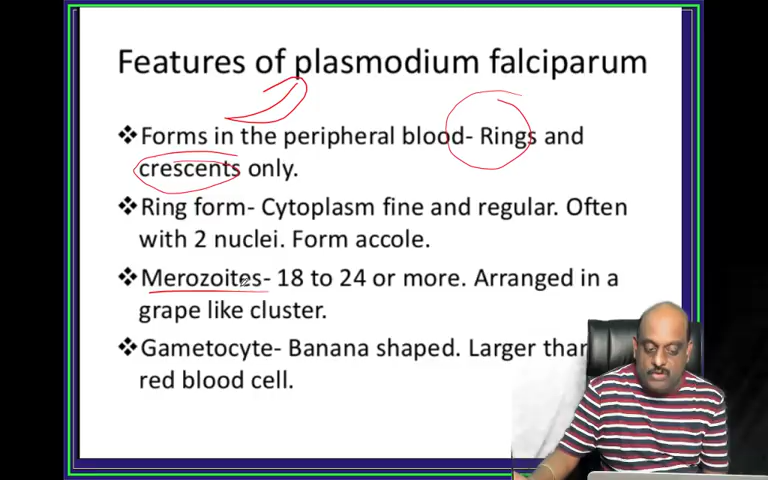 Features of plasmodium falciparum
❖Forms in the peripheral blood- Rings and
crescents only.
❖Ring form- Cytoplasm fine and regular. Often
with 2 nuclei. Form accole.
❖Merozoites- 18 to 24 or more. Arranged in a
grape like cluster.
❖Gametocyte- Banana shaped. Larger than
red blood cell.